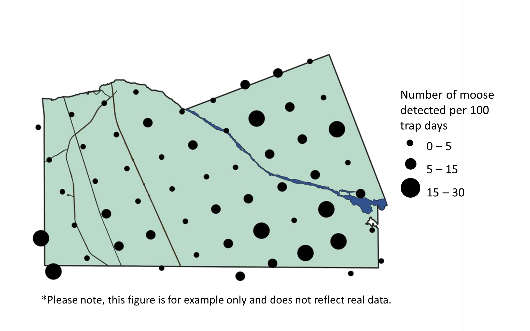 Number of moose
detected per 100
trap days
0 – 5
5 – 15
15 – 30
*Please note, this figure is for example only and does not reflect real data.